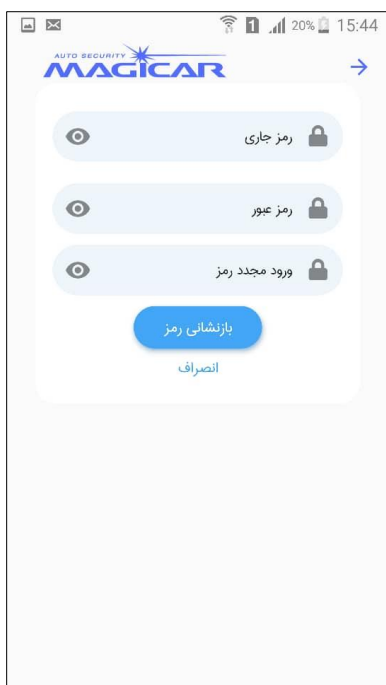 20% 15:44
AUTO SECURITY
MAGICAR
رمز جاری
رمز عبور
ورود مجدد رمز
بازنشانی رمز
انصراف